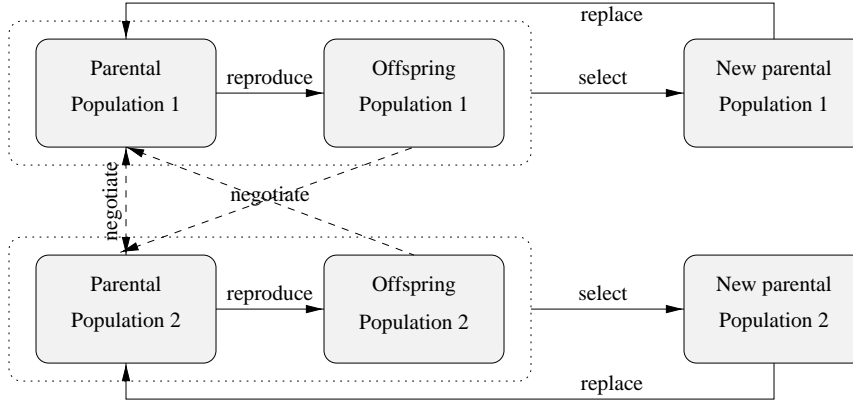 replace
Parental
Population 1
reproduce
Offspring
Population 1
select
New parental
Population 1
negotiate
negotiate
Parental
Population 2
reproduce
Offspring
Population 2
select
New parental
Population 2
replace